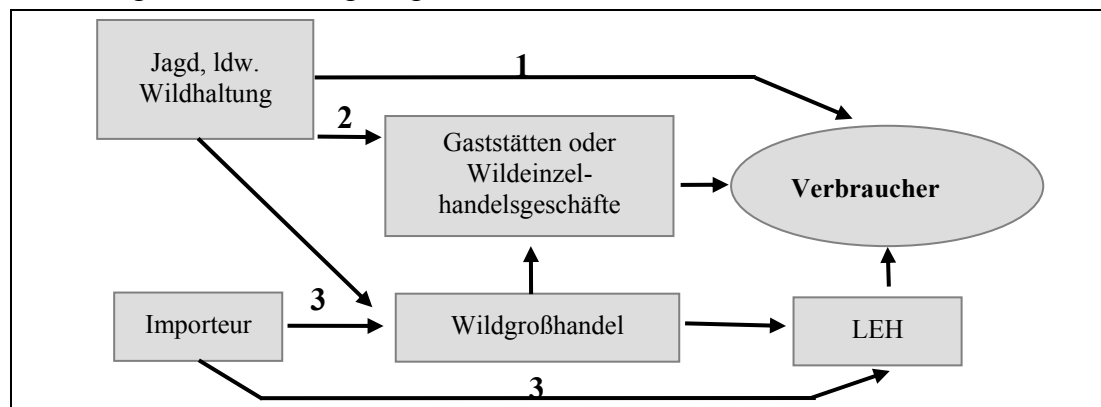 Jagd, ldw.
Wildhaltung
1
2
Gaststätten oder
Wildeinzel-
handelsgeschäfte
Verbraucher
3
Importeur
Wildgroßhandel
LEH
3